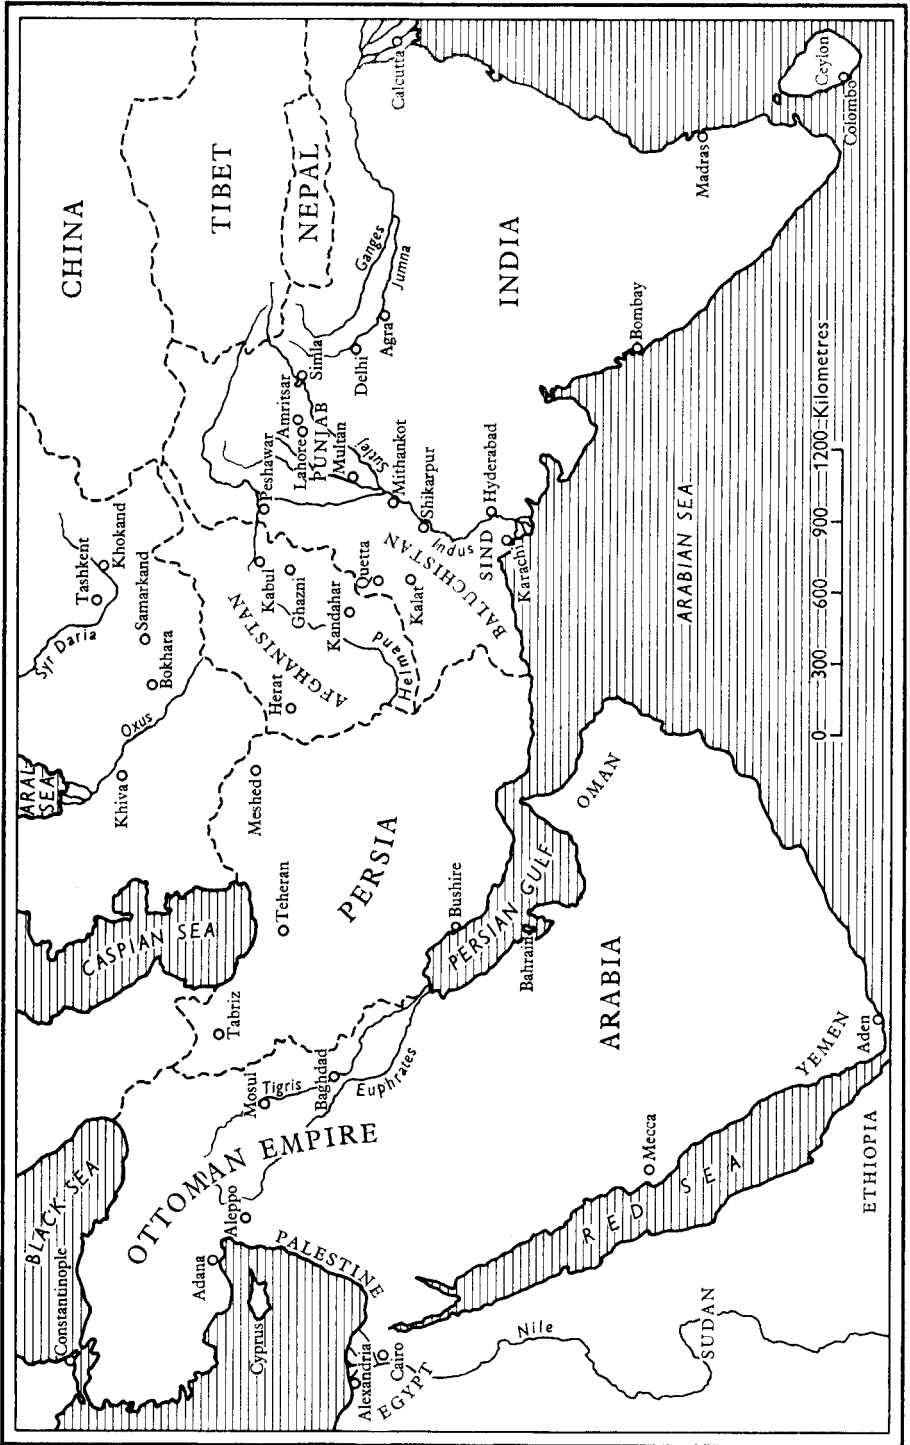 BLACK SEA
Constantinople
OTTOMAN EMPIRE
Adana
Aleppo
Cyprus
PALESTINE
Alexandria
Cairo
EGYPT
Nile
SUDAN
RED SEA
Mecca
ETHIOPIA
YEMEN
Aden
ARABIA
Mosul
Tigris
Baghdad
Euphrates
Tabriz
CASPIAN SEA
Teheran
PERSIA
Bushire
PERSIAN GULF
Bahrain
OMAN
ARAL
SEA
Khiva
Meshed
Oxus
Bokhara
Samarkand
Syr Daria
Tashkent
Khokand
Herat
AFGHANISTAN
Kabul
Ghazni
Kandahar
Helmand
Quetta
Kalat
BALUCHISTAN
SIND
Karachi
Hyderabad
Indus
Shikarpur
Mithankot
Sutlej
Multan
PUNJAB
Lahore
Amritsar
Peshawar
Simla
Delhi
Agra
Jumna
Ganges
CHINA
TIBET
NEPAL
INDIA
Calcutta
Bombay
Madras
Ceylon
Colombo
ARABIAN SEA
0 300 600 900 1200 Kilometres